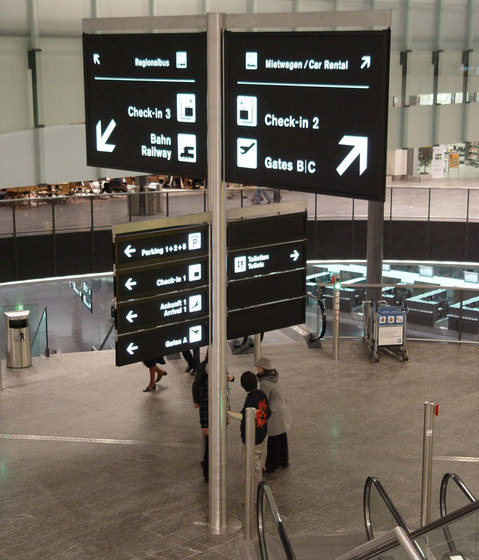 Regionalbus
Check-in 3
Bahn
Railway
Mietwagen / Car Rental
Check-in 2
Gates B|C
Parking 1+2+6
P
Check-in 1
Ankunft 1
Arrival 1
Gates A
Toiletten
Toilets